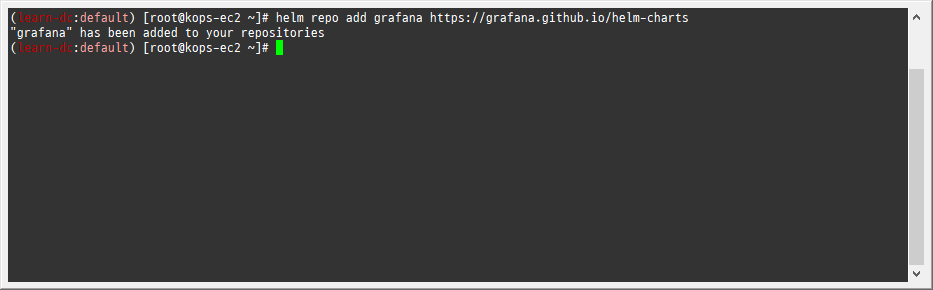 (learn-dc:default) [root@kops-ec2 ~]# helm repo add grafana https://grafana.github.io/helm-charts
"grafana" has been added to your repositories
(learn-dc:default) [root@kops-ec2 ~]#